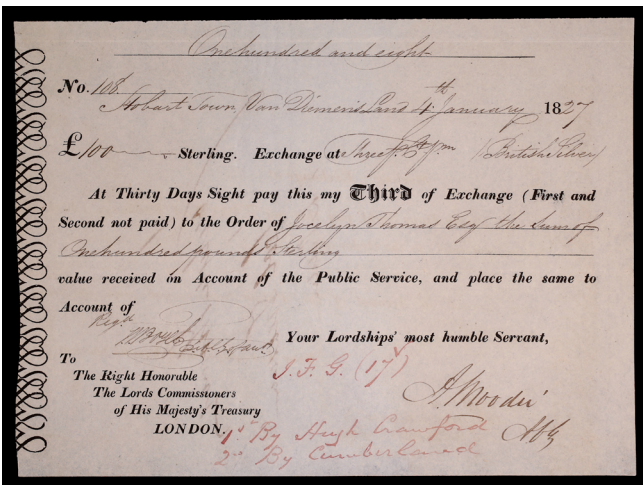 Onehundred and eight
No. 108
Hobart Town Van Diemen's Land 4th January 1827
£100 Sterling. Exchange at Three P Ct pm (British Silver)
At Thirty Days Sight pay this my Third of Exchange (First and
Second not paid) to the Order of Jocelyn Thomas Esq the Sum of
Onehundred pounds Sterling
value received on Account of the Public Service, and place the same to
Account of
Regd
Your Lordships' most humble Servant,
To
The Right Honorable
The Lords Commissioners
of His Majesty's Treasury
LONDON.
J. F. G. (17)
A. Moodie
1st By Hugh Crawford
2nd By Cumberland